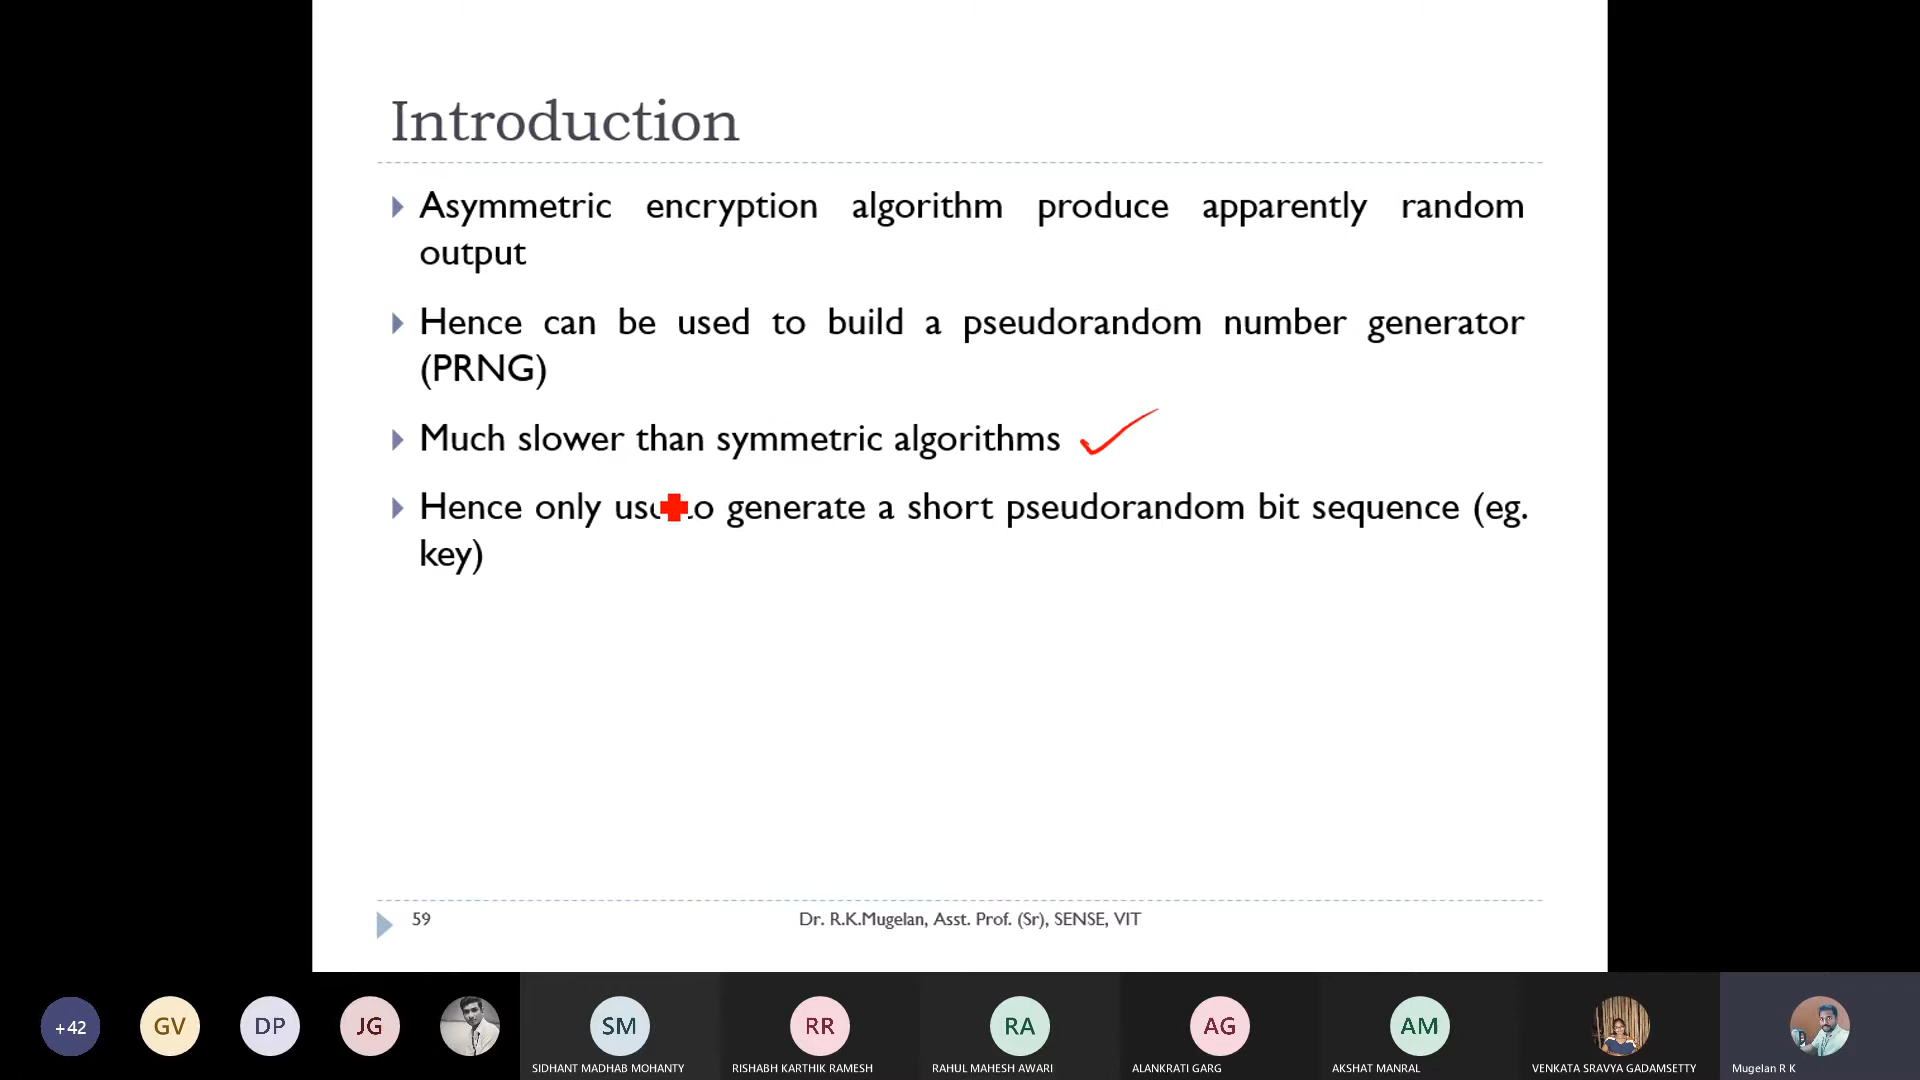 Introduction
Asymmetric encryption algorithm produce apparently random
output
Hence can be used to build a pseudorandom number generator
(PRNG)
Much slower than symmetric algorithms
Hence only generate a short pseudorandom bit sequence (eg.
key)
59
Dr. R.K.Mugelan, Asst. Prof. (Sr), SENSE, VIT
+42
GV
DP
JG
SM
RR
RA
AG
AM
SIDHANT MADHAB MOHANTY
RISHABH KARTHIK RAMESH
RAHUL MAHESH AWARI
ALANKRATI GARG
AKSHAT MANRAL
VENKATA SRAVYA GADAMSETTY
Mugelan R K